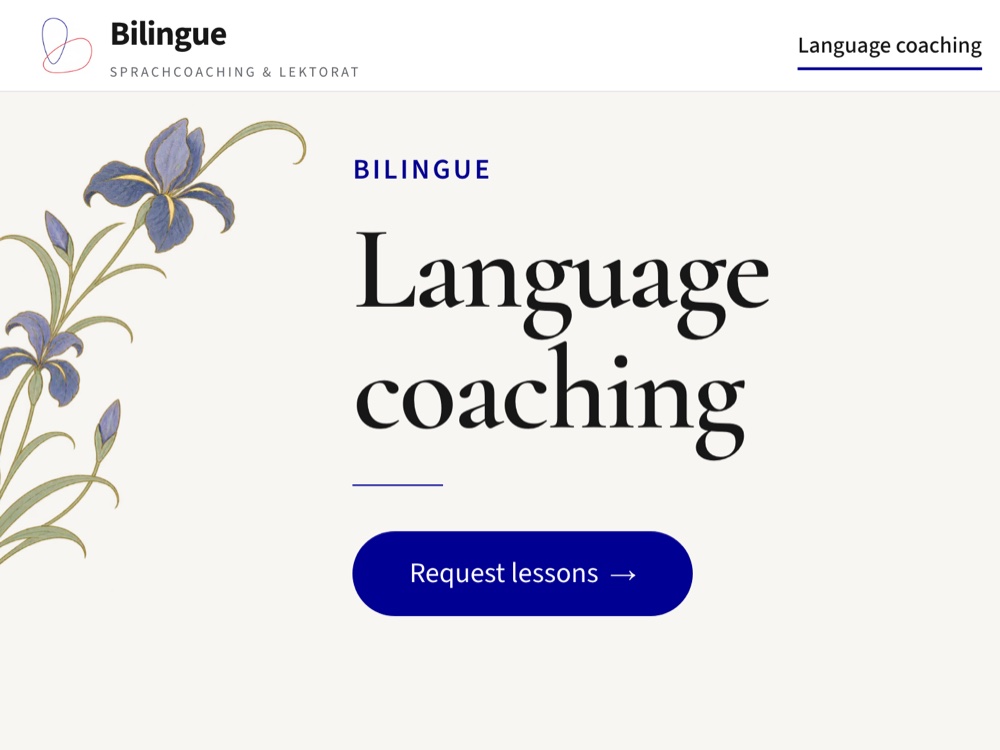 Bilingue
SPRACHCOACHING & LEKTORAT
Language coaching
BILINGUE
Language
coaching
Request lessons →